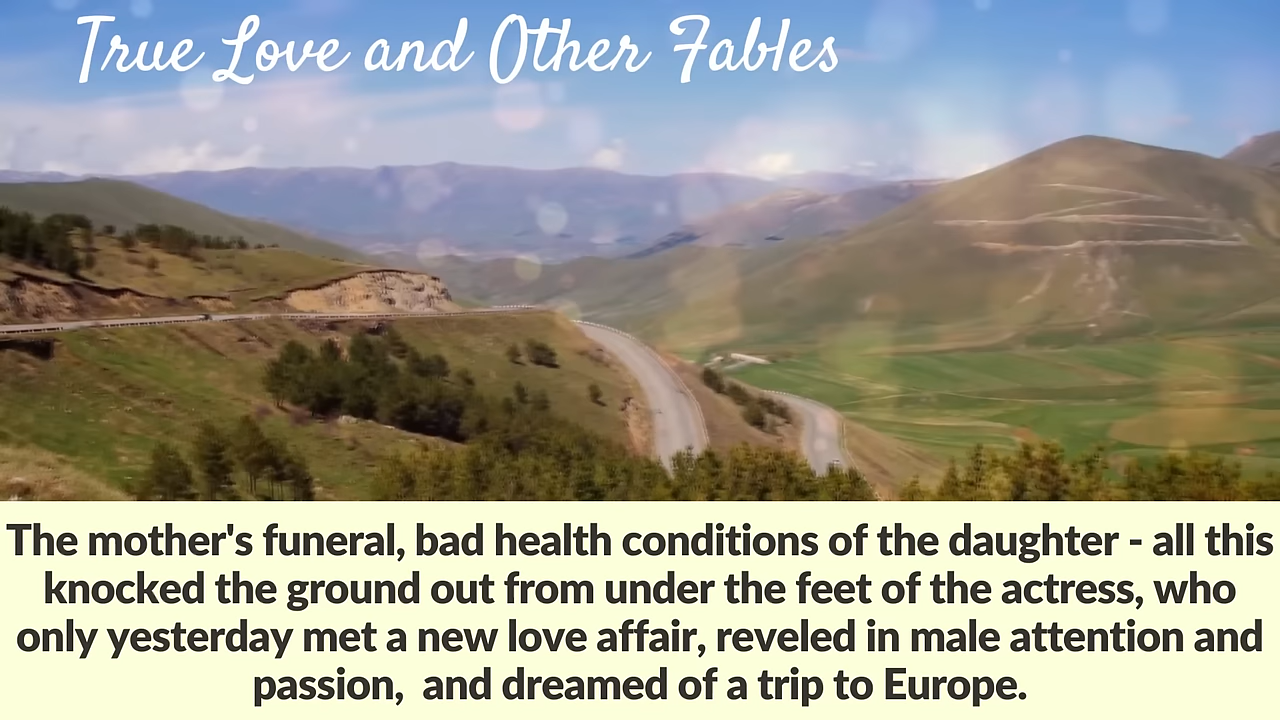 True Love and Other Fables
The mother's funeral, bad health conditions of the daughter - all this
knocked the ground out from under the feet of the actress, who
only yesterday met a new love affair, reveled in male attention and
passion,  and dreamed of a trip to Europe.